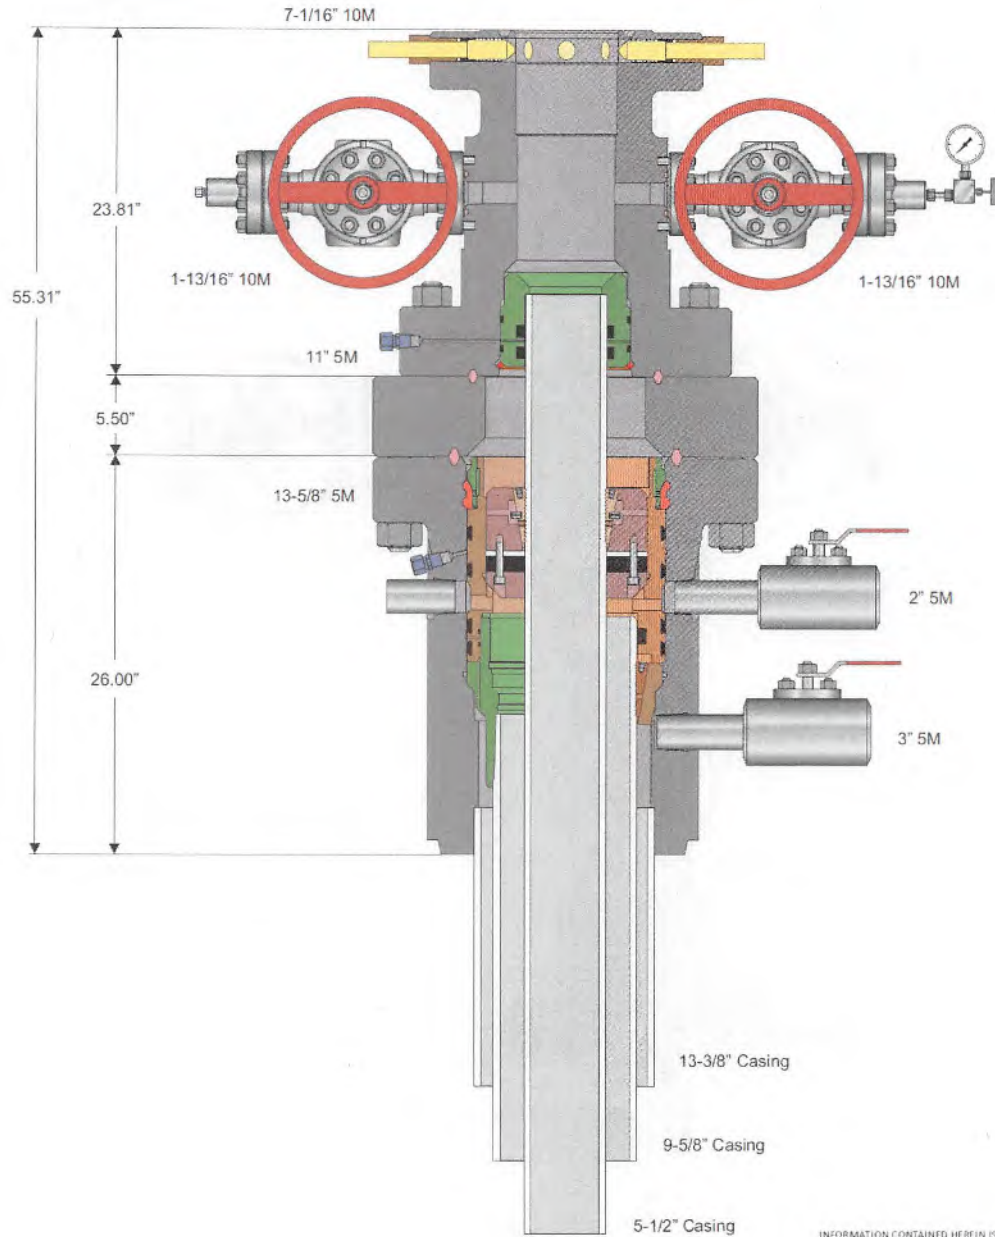 7-1/16" 10M
23.81"
1-13/16" 10M
1-13/16" 10M
55.31"
11" 5M
5.50"
13-5/8" 5M
2" 5M
26.00"
3" 5M
13-3/8" Casing
9-5/8" Casing
5-1/2" Casing
INFORMATION CONTAINED HEREIN IS